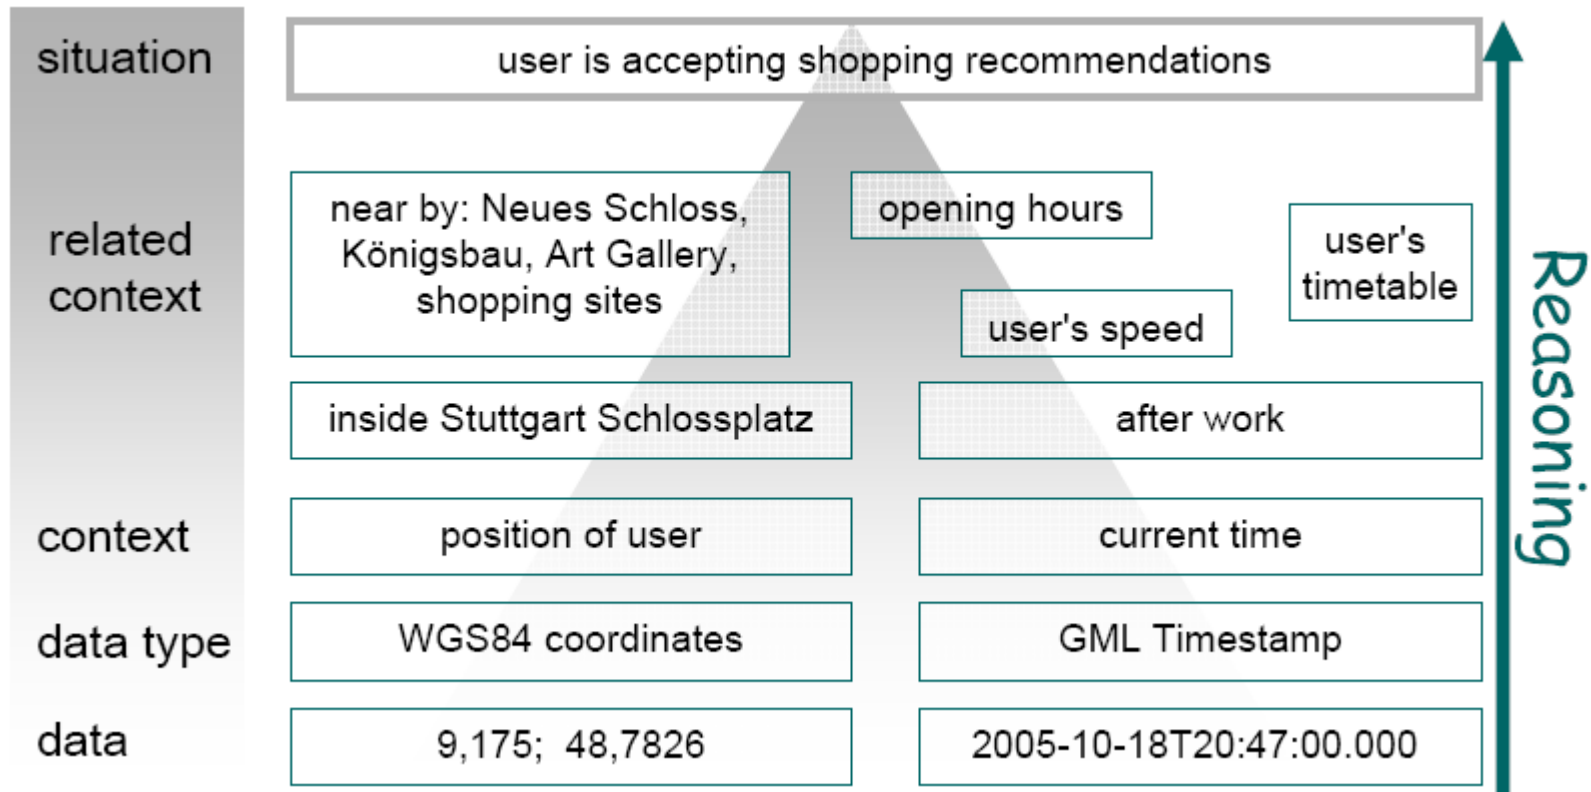 situation
user is accepting shopping recommendations
related
context
near by: Neues Schloss,
Königsbau, Art Gallery,
shopping sites
opening hours
user's speed
user's
timetable
inside Stuttgart Schlossplatz
after work
context
position of user
current time
data type
WGS84 coordinates
GML Timestamp
data
9,175; 48,7826
2005-10-18T20:47:00.000
Reasoning